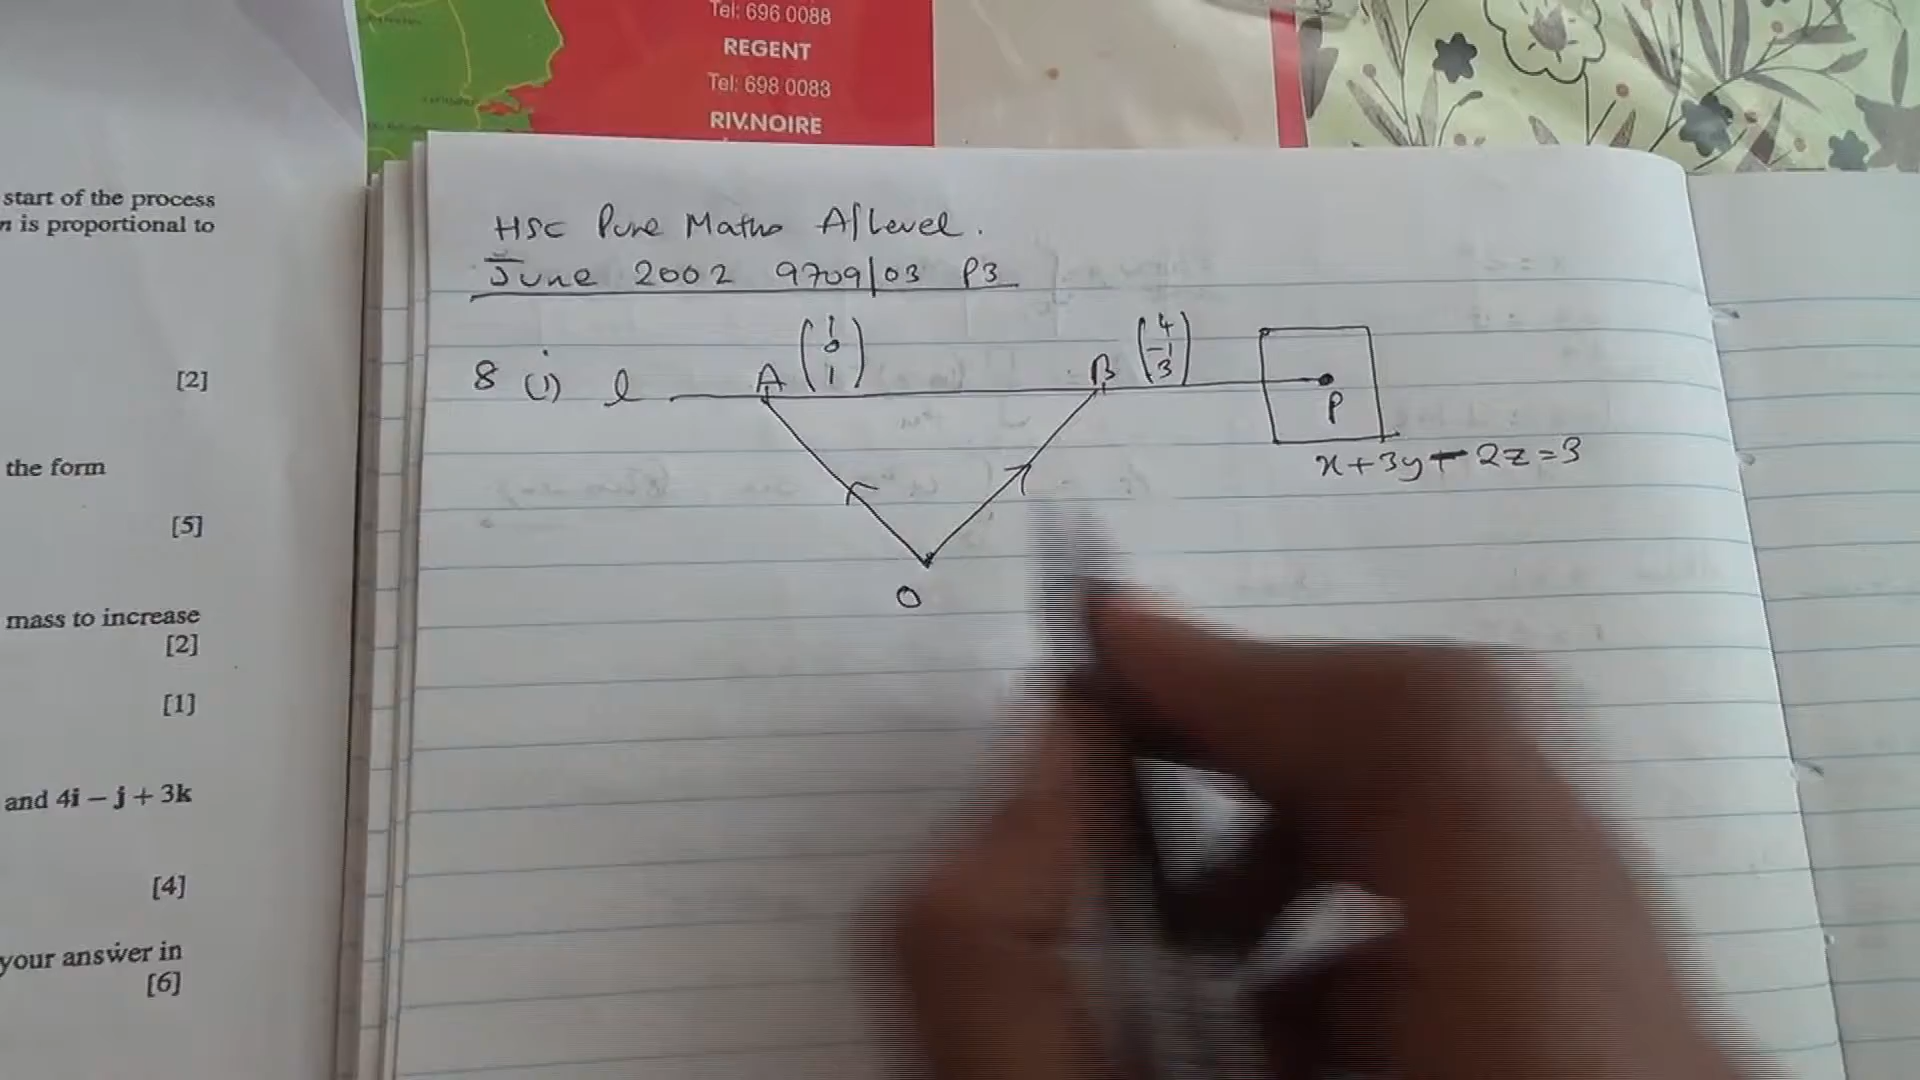 Tel: 696 0088
REGENT
Tel: 698 0083
RIV.NOIRE
start of the process
n is proportional to
[2]
the form
[5]
mass to increase
[2]
[1]
and 4i – j + 3k
[4]
your answer in
[6]
HSC Pure Maths A/Level.
June 2002 9709/03 P3
8 (i) l A (1 0 1) B (4 -1 3)
P
x+3y-2z=3
O